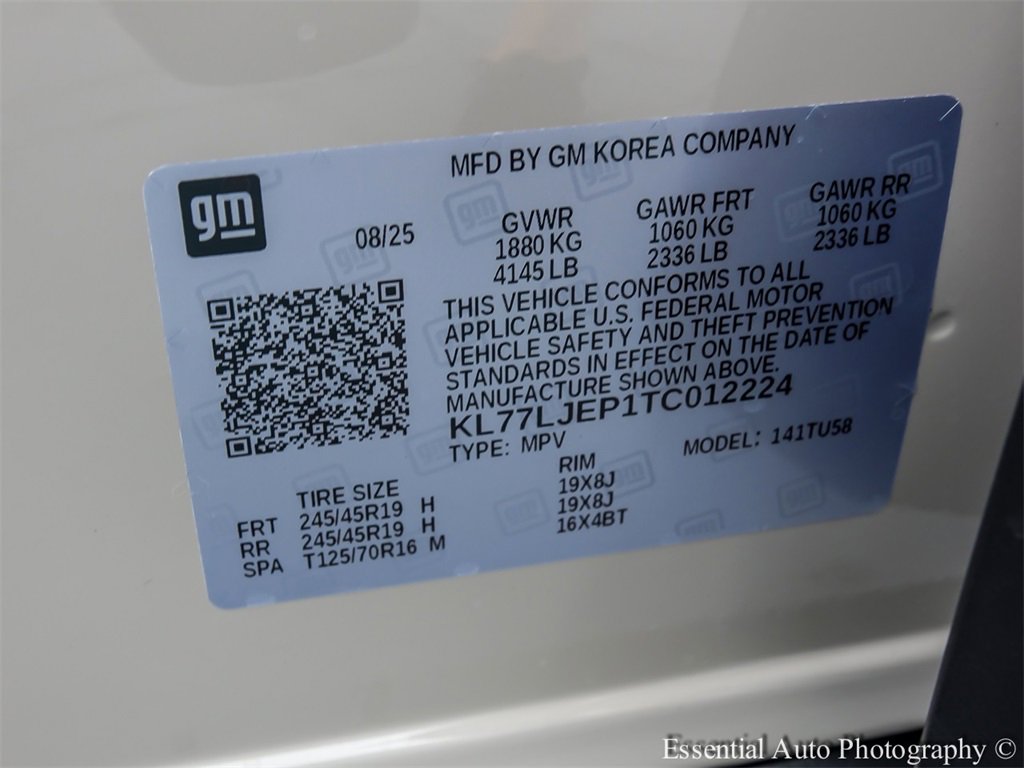 MFD BY GM KOREA COMPANY
gm
08/25
GVWR GAWR FRT GAWR RR
1880 KG 1060 KG 1060 KG
4145 LB 2336 LB 2336 LB
THIS VEHICLE CONFORMS TO ALL
APPLICABLE U.S. FEDERAL MOTOR
VEHICLE SAFETY AND THEFT PREVENTION
STANDARDS IN EFFECT ON THE DATE OF
MANUFACTURE SHOWN ABOVE.
KL77LJEP1TC012224
TYPE: MPV MODEL: 141TU58
TIRE SIZE RIM
FRT 245/45R19 H 19X8J
RR 245/45R19 H 19X8J
SPA T125/70R16 M 16X4BT
Essential Auto Photography ©